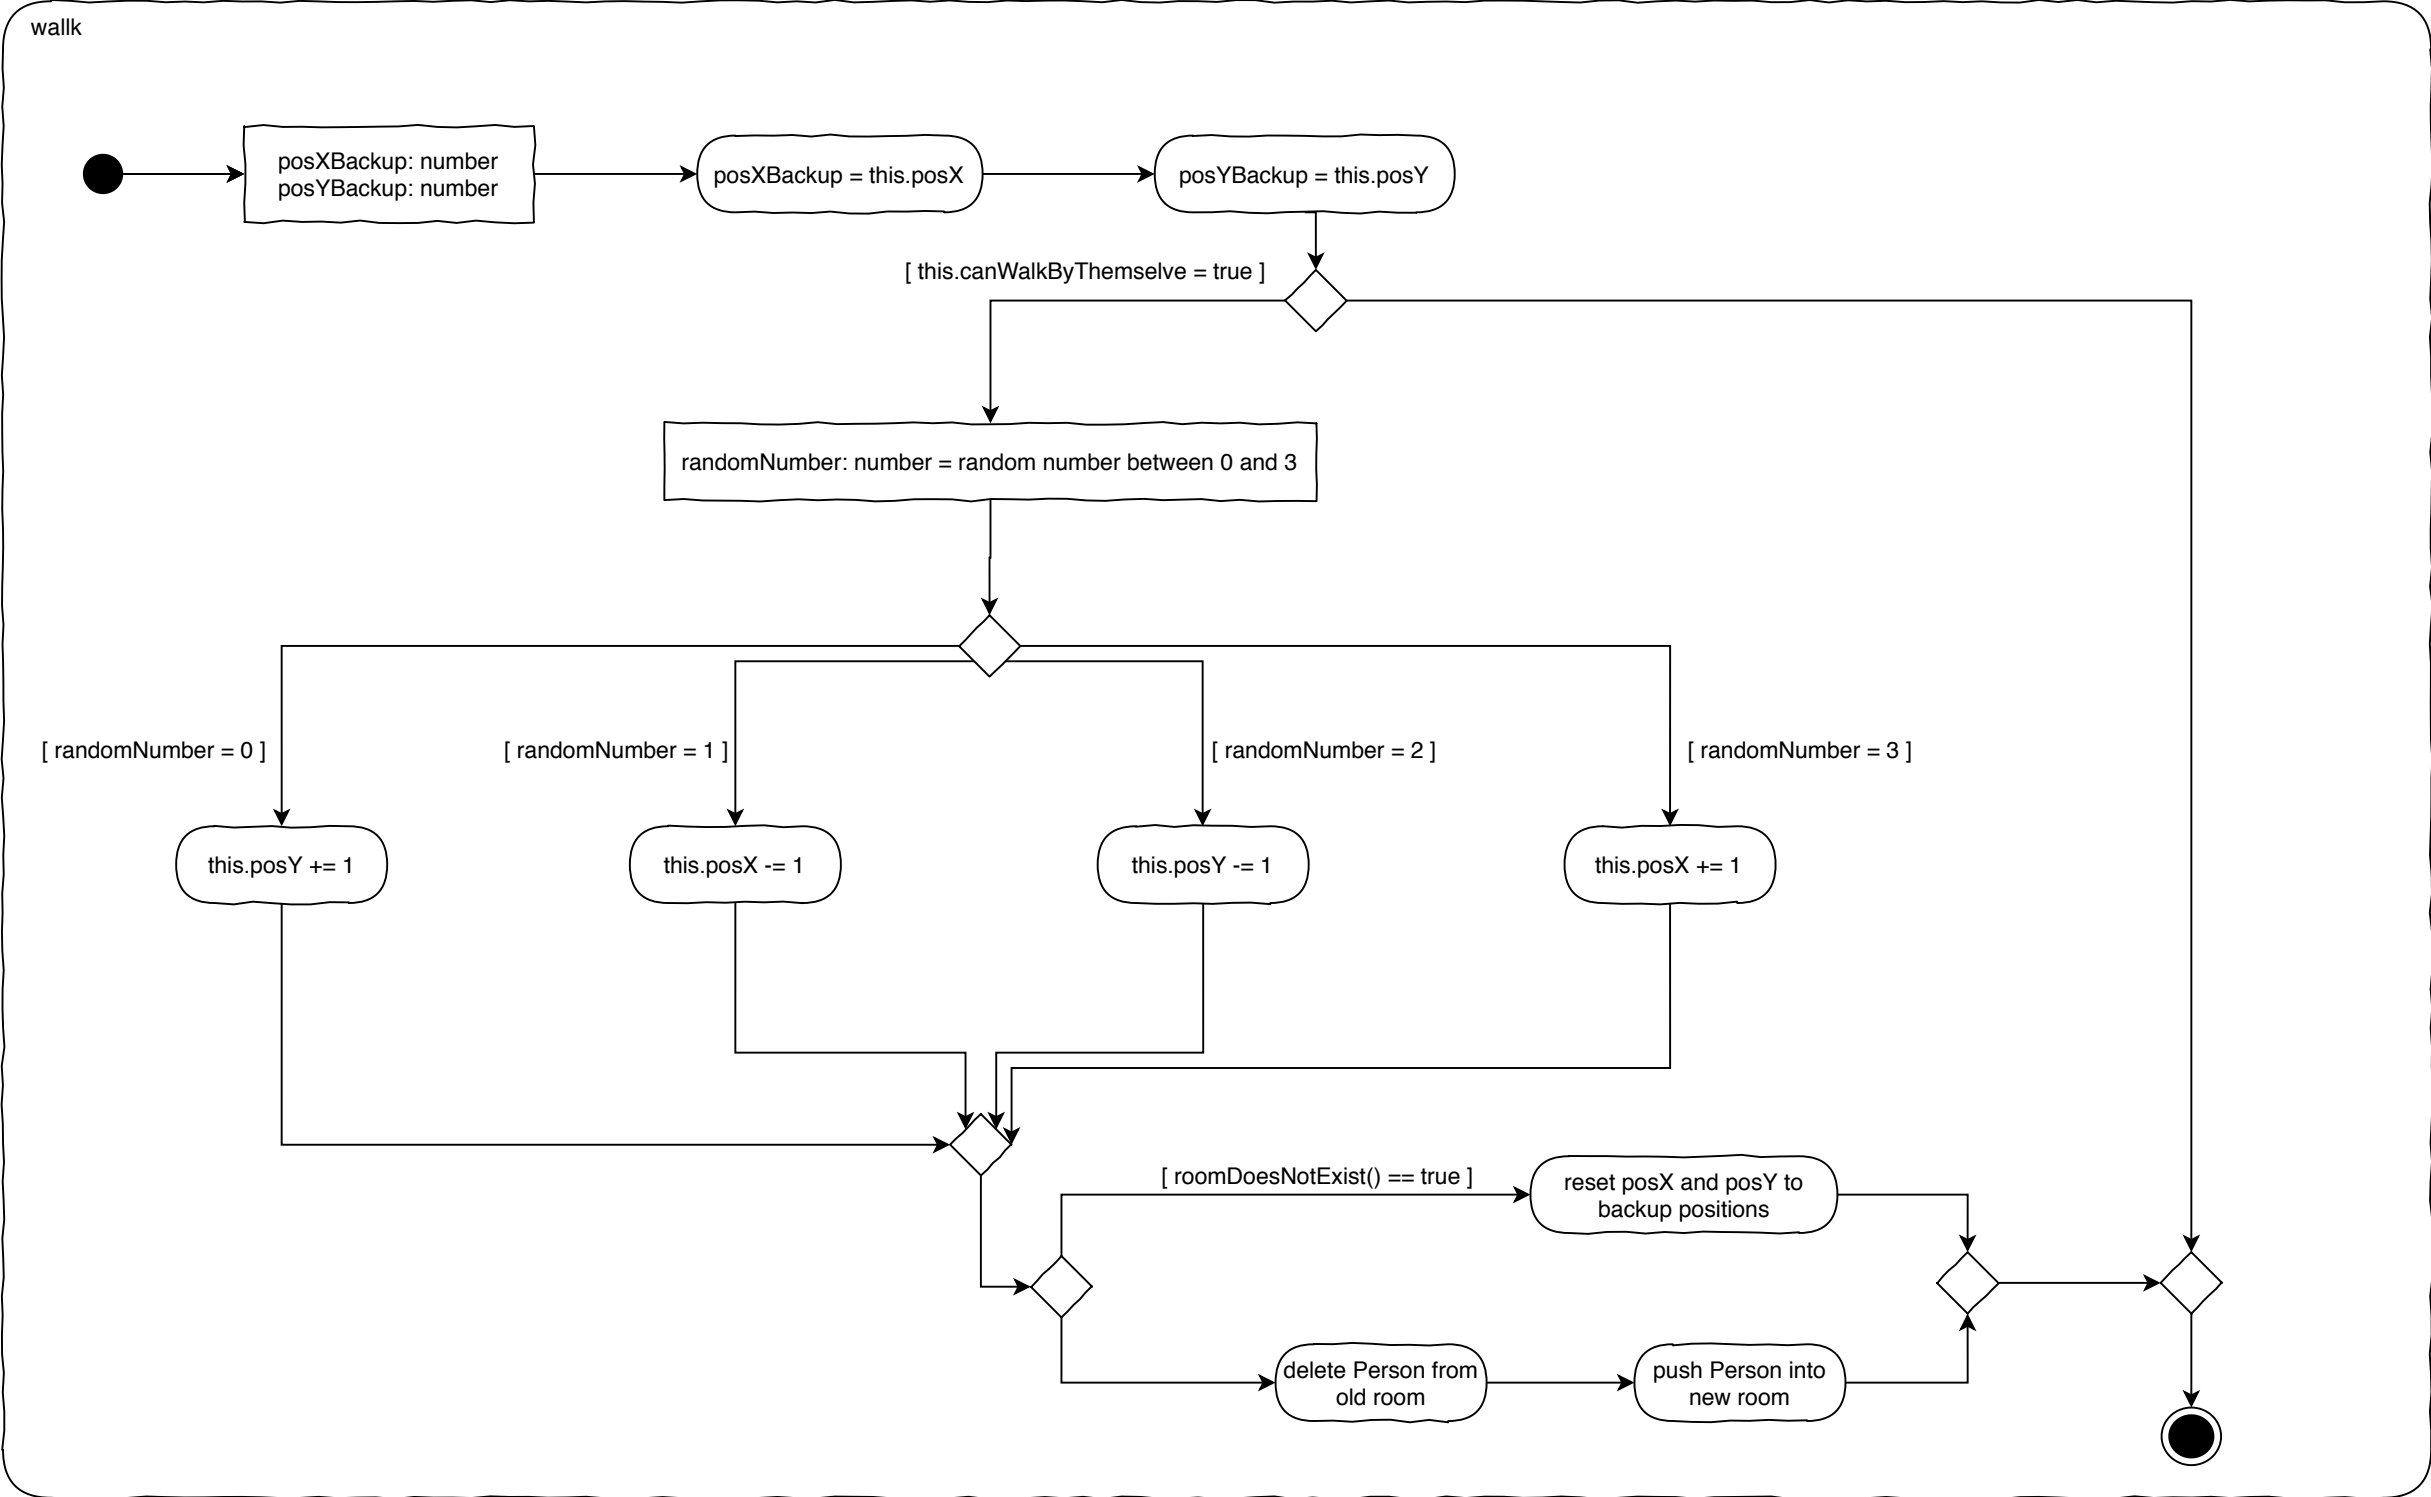 wallk
posXBackup: number
posYBackup: number
posXBackup = this.posX
posYBackup = this.posY
[ this.canWalkByThemselve = true ]
randomNumber: number = random number between 0 and 3
[ randomNumber = 0 ]
[ randomNumber = 1 ]
[ randomNumber = 2 ]
[ randomNumber = 3 ]
this.posY += 1
this.posX -= 1
this.posY -= 1
this.posX += 1
[ roomDoesNotExist() == true ]
reset posX and posY to
backup positions
delete Person from
old room
push Person into
new room